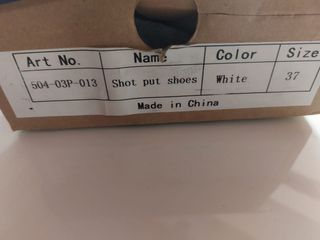 Art No. Name Color Size
504-03P-013 Shot put shoes White 37
Made in China